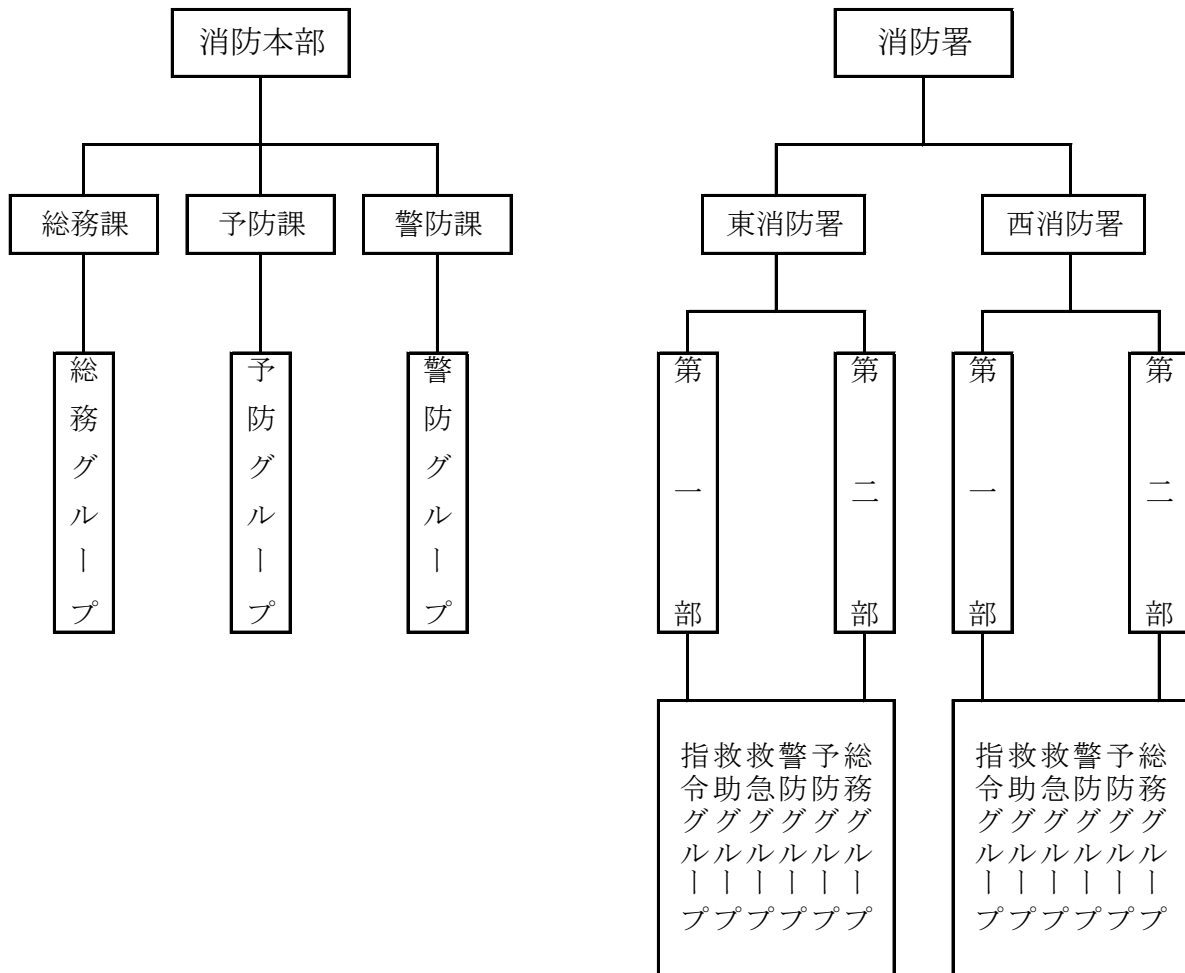 消防本部
消防署
総務課
予防課
警防課
東消防署
西消防署
総務グループ
予防グループ
警防グループ
第一部
第二部
第一部
第二部
総務グループ
予防グループ
警防グループ
救急グループ
救助グループ
指令グループ
総務グループ
予防グループ
警防グループ
救急グループ
救助グループ
指令グループ